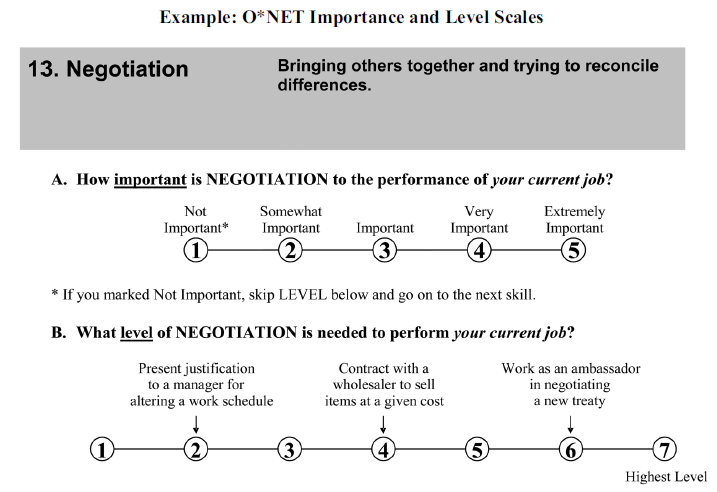 Example: O*NET Importance and Level Scales
13. Negotiation
Bringing others together and trying to reconcile
differences.
A. How important is NEGOTIATION to the performance of your current job?
Not
Important*
Somewhat
Important
Important
Very
Important
Extremely
Important
1 2 3 4 5
* If you marked Not Important, skip LEVEL below and go on to the next skill.
B. What level of NEGOTIATION is needed to perform your current job?
Present justification
to a manager for
altering a work schedule
Contract with a
wholesaler to sell
items at a given cost
Work as an ambassador
in negotiating
a new treaty
1 2 3 4 5 6 7
Highest Level